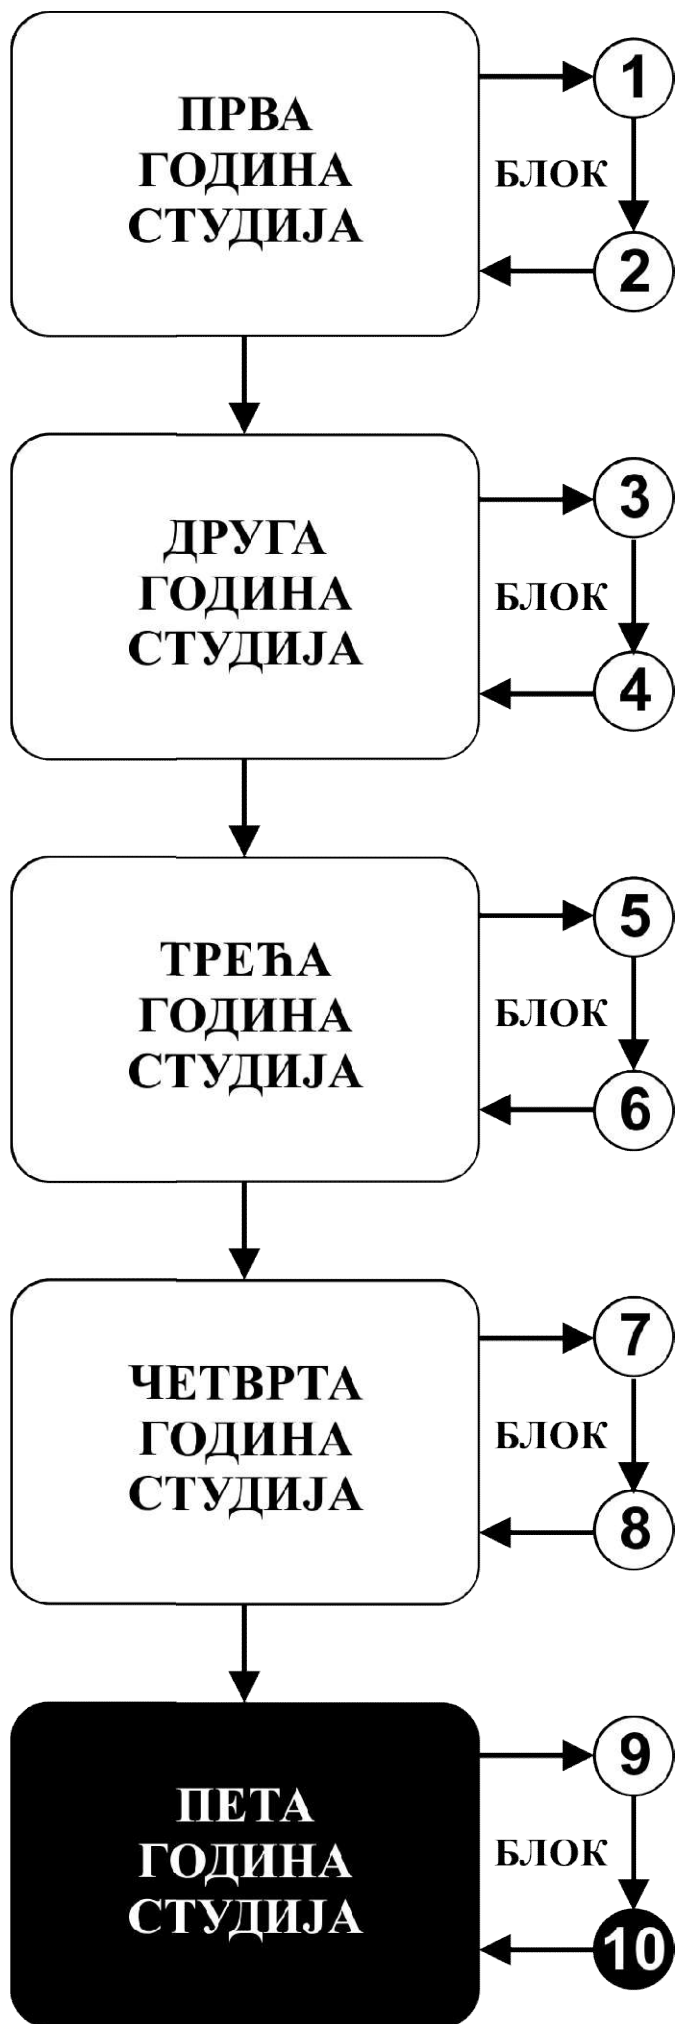 ПРВА
ГОДИНА
СТУДИЈА
1
БЛОК
2
ДРУГА
ГОДИНА
СТУДИЈА
3
БЛОК
4
ТРЕЋА
ГОДИНА
СТУДИЈА
5
БЛОК
6
ЧЕТВРТА
ГОДИНА
СТУДИЈА
7
БЛОК
8
ПЕТА
ГОДИНА
СТУДИЈА
9
БЛОК
10